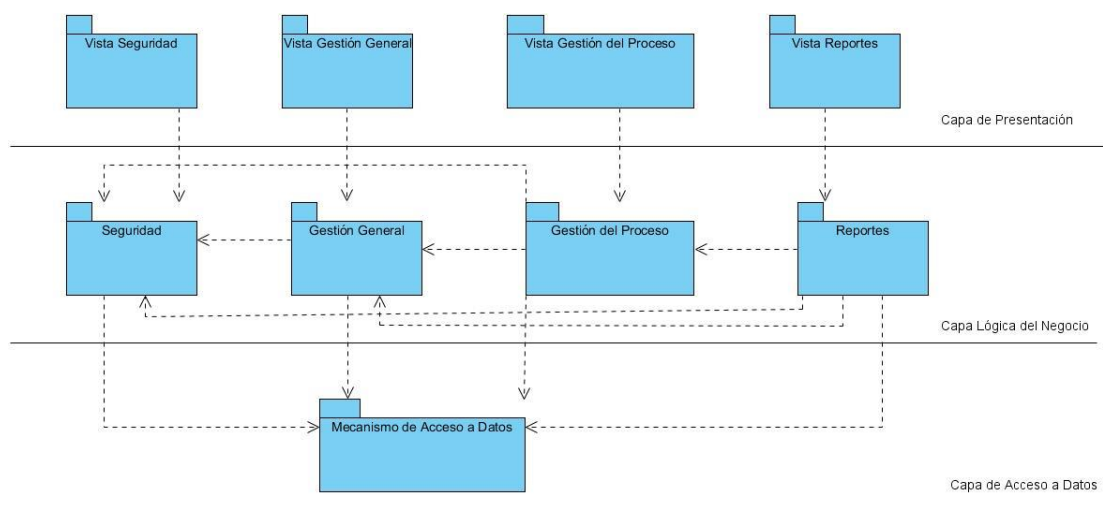 Vista Seguridad
Vista Gestión General
Vista Gestión del Proceso
Vista Reportes
Capa de Presentación
Seguridad
Gestión General
Gestión del Proceso
Reportes
Capa Lógica del Negocio
Mecanismo de Acceso a Datos
Capa de Acceso a Datos